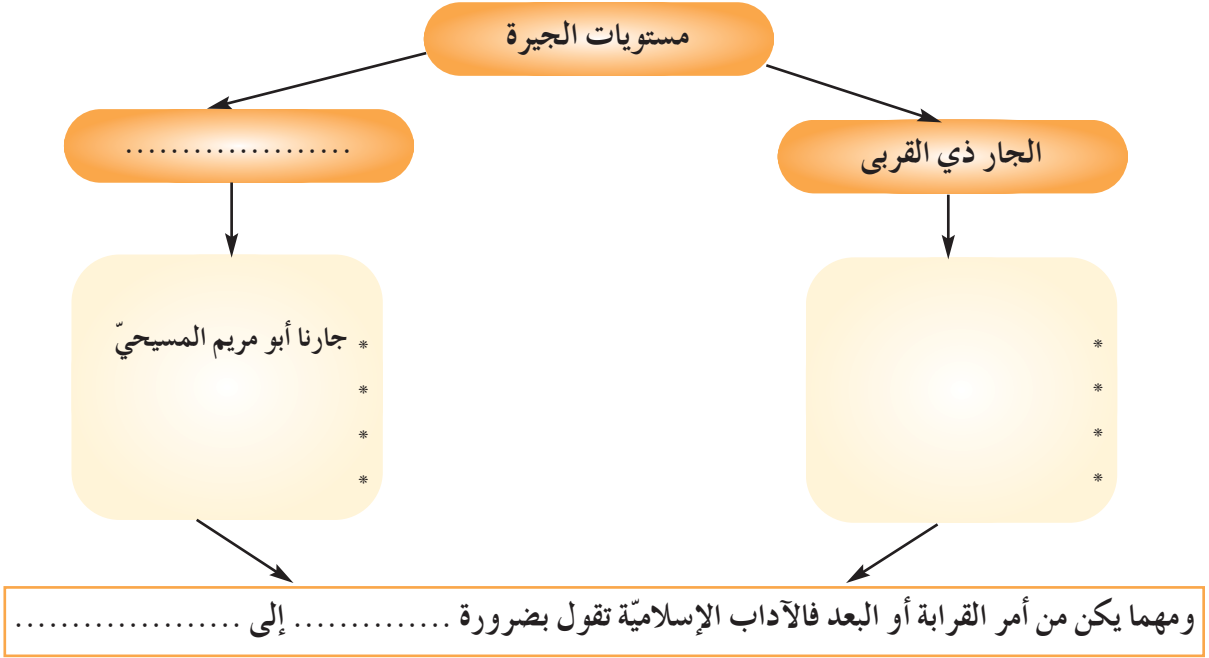 مستويات الجيرة
الجار ذي القربى
....................
*
*
*
*
* جارنا أبو مريم المسيحيّ
*
*
*
ومهما يكن من أمر القرابة أو البعد فالآداب الإسلاميّة تقول بضرورة .............. إلى ....................